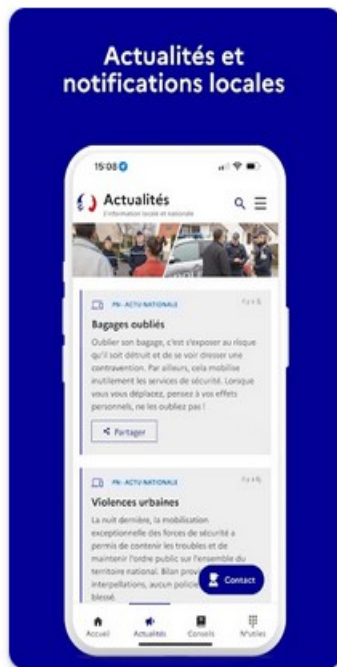 Actualités et
notifications locales
15:08
Actualités
L'information locale et nationale
PN - ACTU NATIONALE
Bagages oubliés
Oublier son bagage, c'est s'exposer au risque
qu'il soit détruit et de se voir dresser une
contravention. Par ailleurs, cela mobilise
inutilement les services de sécurité. Lorsque
vous vous déplacez, pensez à vos effets
personnels, ne les oubliez pas !
Partager
PN - ACTU NATIONALE
Violences urbaines
La nuit dernière, la mobilisation
exceptionnelle des forces de sécurité a
permis de contenir les troubles et de
maintenir l'ordre public sur l'ensemble du
territoire national. Bilan prov
interpellations, aucun policie
blessé.
Contact
Accueil Actualités Conseils N°utiles